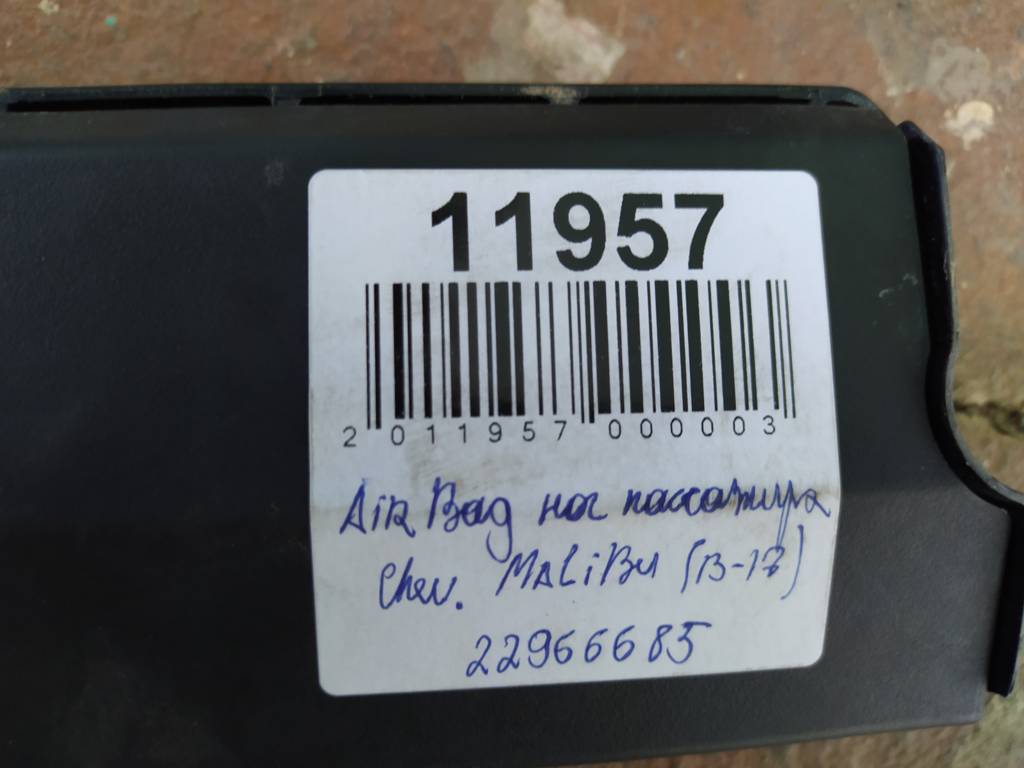 11957
2 011957 000003
AiR Bag ног пассажира
Chev. MALiBu (13-17)
22966685